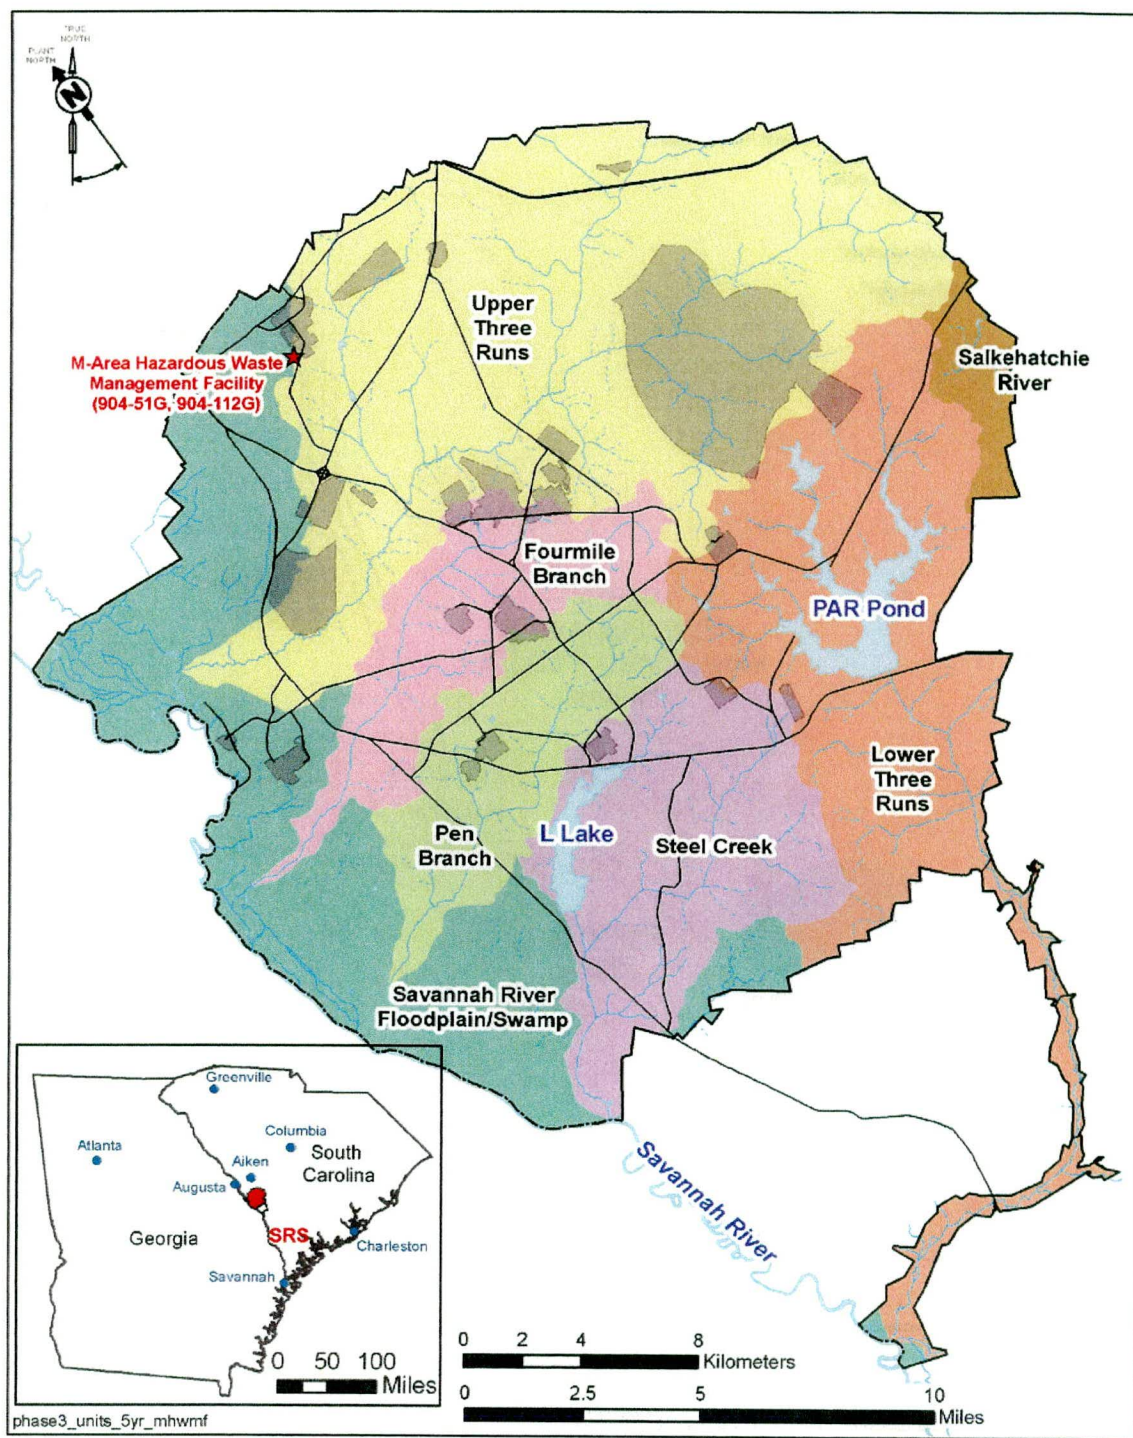 TRUE
NORTH
PLANT
NORTH
N
Upper
Three
Runs
M-Area Hazardous Waste
Management Facility
(904-51G, 904-112G)
Salkehatchie
River
Fourmile
Branch
PAR Pond
Lower
Three
Runs
Pen
Branch
L Lake
Steel Creek
Savannah River
Floodplain/Swamp
Savannah River
Greenville
Atlanta
Columbia
Aiken
South
Carolina
Augusta
Georgia
SRS
Charleston
Savannah
0 50 100
Miles
0 2 4 8
Kilometers
0 2.5 5 10
Miles
phase3_units_5yr_mhwmf